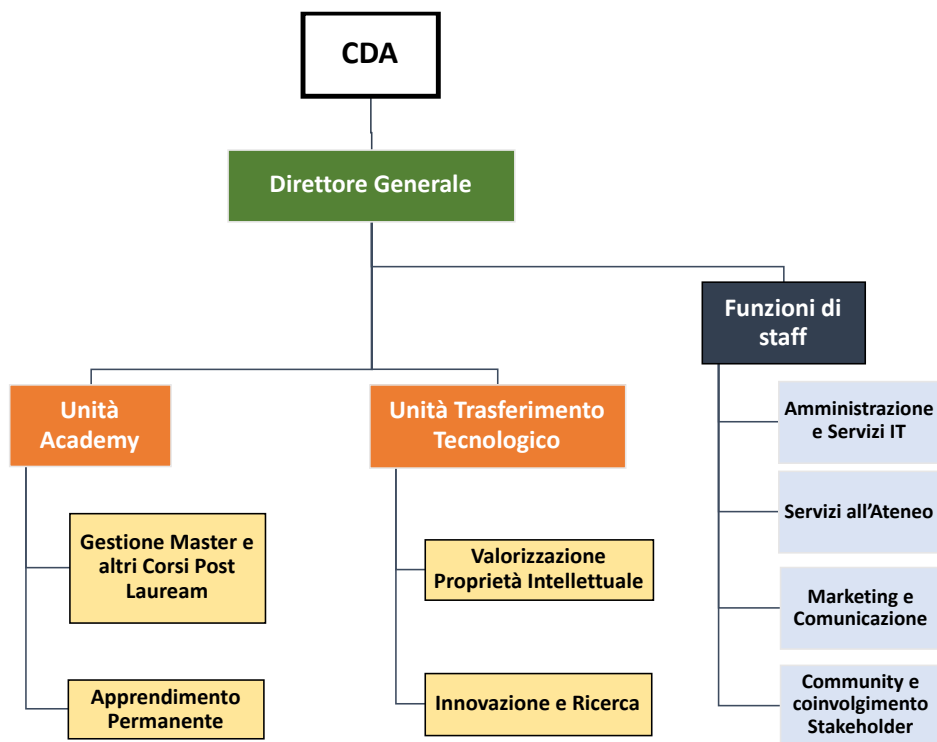 CDA
Direttore Generale
Funzioni di
staff
Unità
Academy
Unità Trasferimento
Tecnologico
Amministrazione
e Servizi IT
Servizi all'Ateneo
Marketing e
Comunicazione
Community e
coinvolgimento
Stakeholder
Gestione Master e
altri Corsi Post
Lauream
Apprendimento
Permanente
Valorizzazione
Proprietà Intellettuale
Innovazione e Ricerca